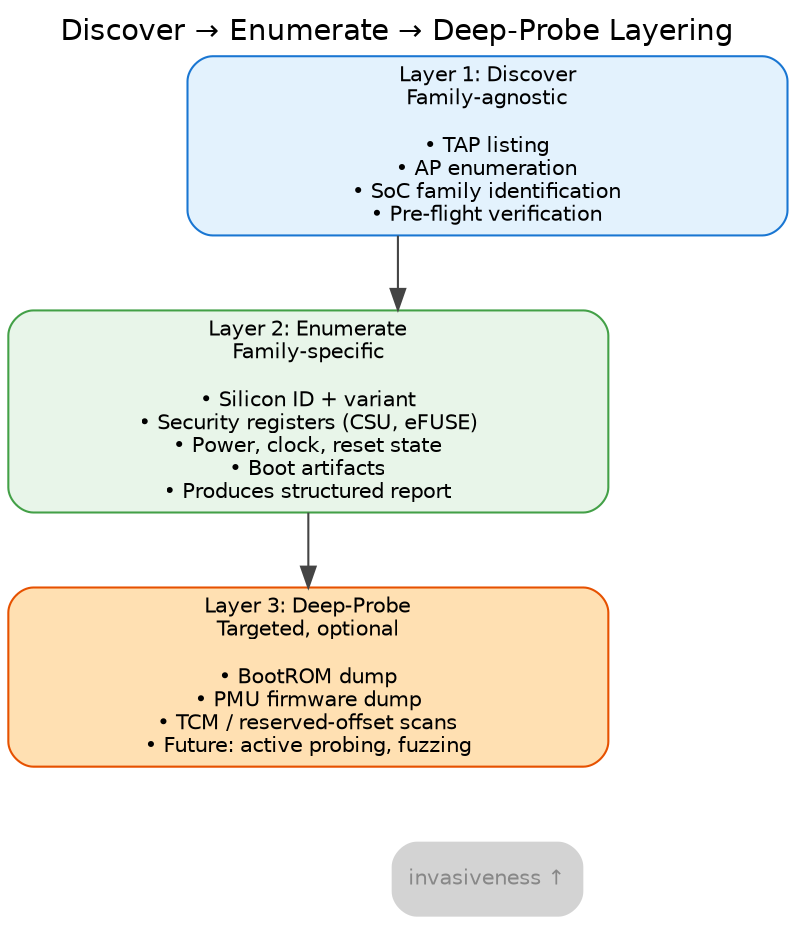 Discover → Enumerate → Deep-Probe Layering
Layer 1: Discover
Family-agnostic
• TAP listing
• AP enumeration
• SoC family identification
• Pre-flight verification
Layer 2: Enumerate
Family-specific
• Silicon ID + variant
• Security registers (CSU, eFUSE)
• Power, clock, reset state
• Boot artifacts
• Produces structured report
Layer 3: Deep-Probe
Targeted, optional
• BootROM dump
• PMU firmware dump
• TCM / reserved-offset scans
• Future: active probing, fuzzing
invasiveness ↑